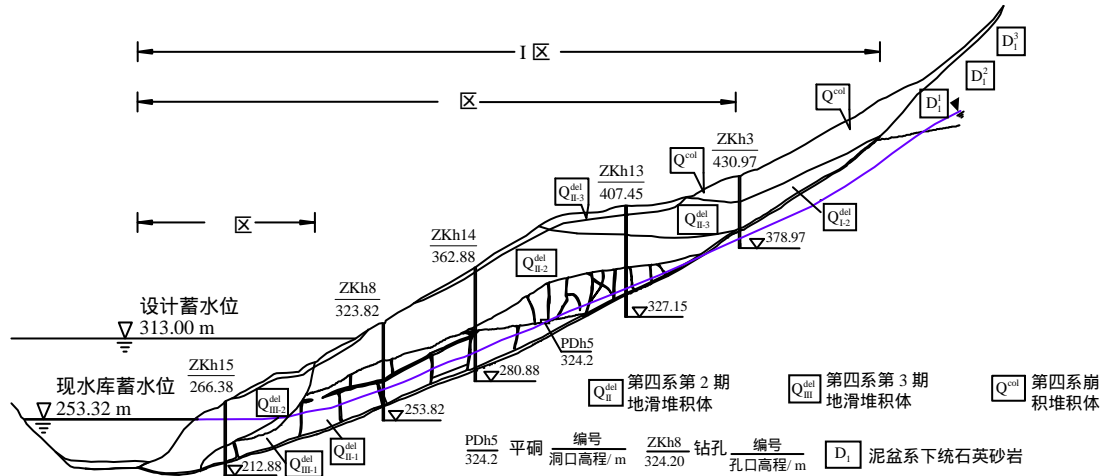 I 区
区
区
D₁³
D₁²
D₁¹
Q^col
ZKh3
430.97
Q^col
ZKh13
407.45
Q^del_II-3
Q^del_II-3
Q^del_I-2
378.97
ZKh14
362.88
Q^del_II-2
ZKh8
323.82
设计蓄水位
313.00 m
327.15
PDh5
324.2
ZKh15
266.38
280.88
现水库蓄水位
253.32 m
Q^del_III-2
253.82
Q^del_II-1
212.88
Q^del_III-1
Q^del_II 第四系第 2 期
地滑堆积体
Q^del_III 第四系第 3 期
地滑堆积体
Q^col 第四系崩
积堆积体
PDh5
324.2
平硐
编号
洞口高程/ m
ZKh8
324.20
钻孔
编号
孔口高程/ m
D₁ 泥盆系下统石英砂岩